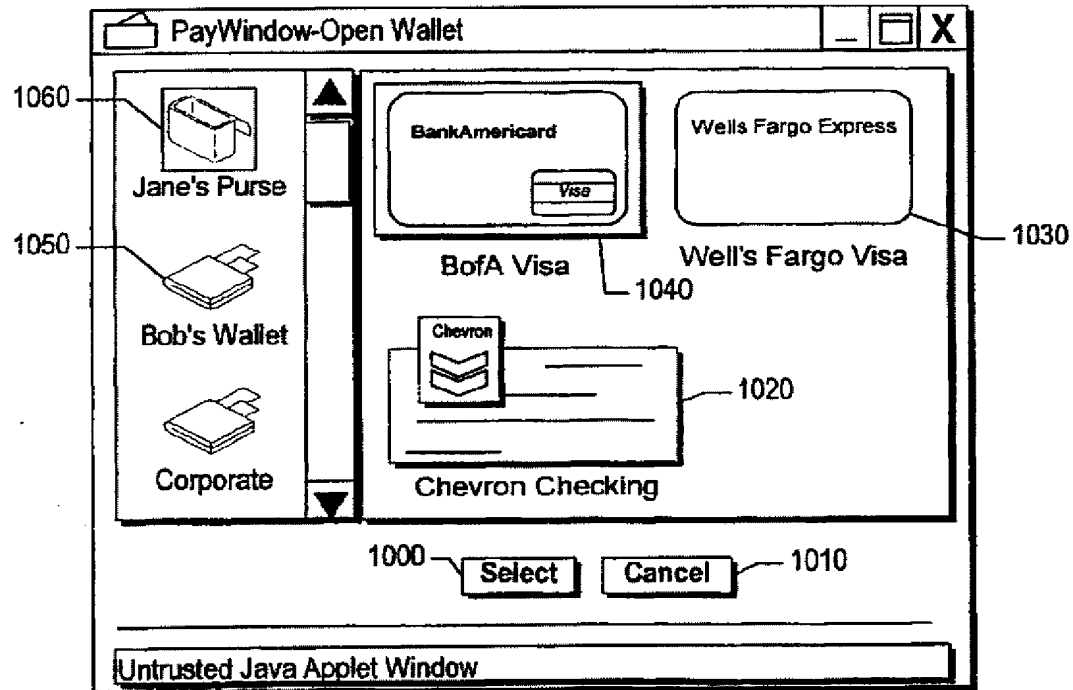 PayWindow-Open Wallet
_ X
1060
Jane's Purse
1050
Bob's Wallet
Corporate
BankAmericard
Visa
BofA Visa
1040
Wells Fargo Express
Well's Fargo Visa
1030
Chevron
1020
Chevron Checking
1000
Select
Cancel
1010
Untrusted Java Applet Window